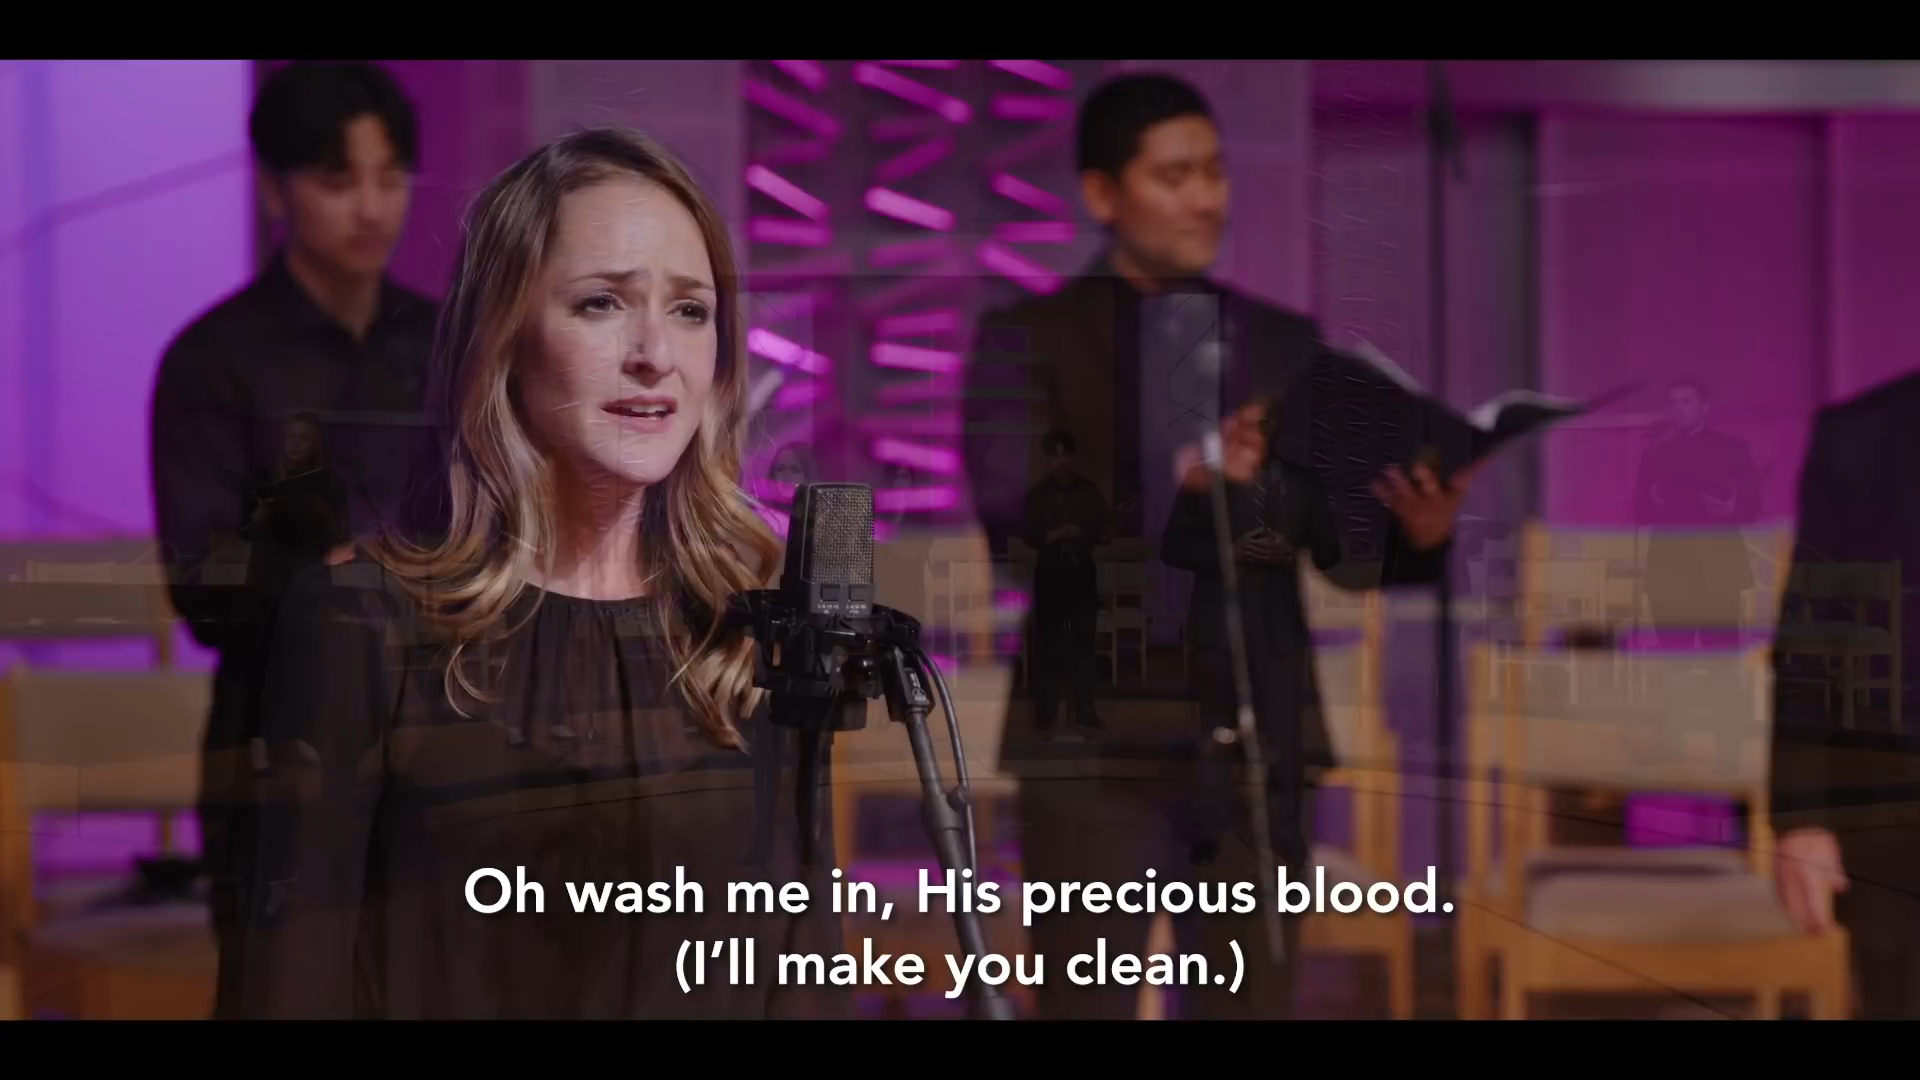 Oh wash me in, His precious blood.
(I’ll make you clean.)